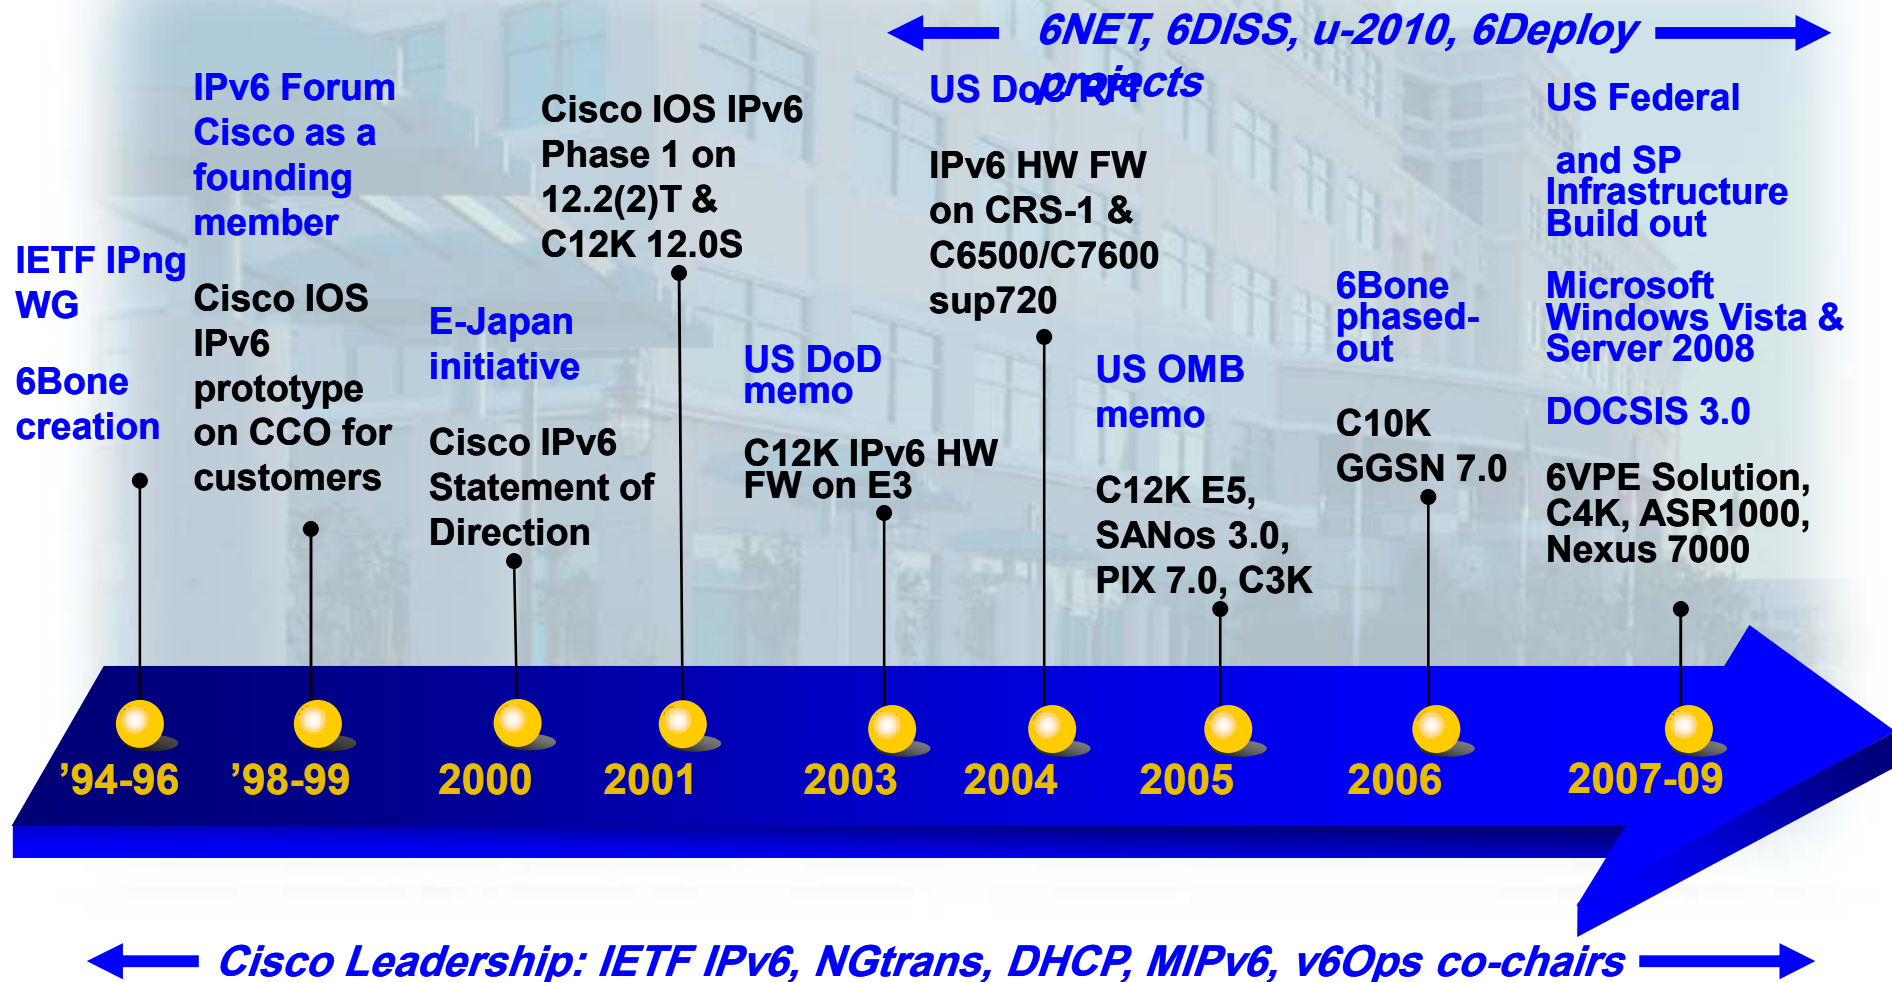 6NET, 6DISS, u-2010, 6Deploy
projects
IETF IPng
WG
6Bone
creation
IPv6 Forum
Cisco as a
founding
member
Cisco IOS
IPv6
prototype
on CCO for
customers
E-Japan
initiative
Cisco IPv6
Statement of
Direction
Cisco IOS IPv6
Phase 1 on
12.2(2)T &
C12K 12.0S
US DoD
memo
C12K IPv6 HW
FW on E3
US DoC RFI
IPv6 HW FW
on CRS-1 &
C6500/C7600
sup720
US OMB
memo
C12K E5,
SANos 3.0,
PIX 7.0, C3K
6Bone
phased-
out
C10K
GGSN 7.0
US Federal
and SP
Infrastructure
Build out
Microsoft
Windows Vista &
Server 2008
DOCSIS 3.0
6VPE Solution,
C4K, ASR1000,
Nexus 7000
’94-96
’98-99
2000
2001
2003
2004
2005
2006
2007-09
Cisco Leadership: IETF IPv6, NGtrans, DHCP, MIPv6, v6Ops co-chairs